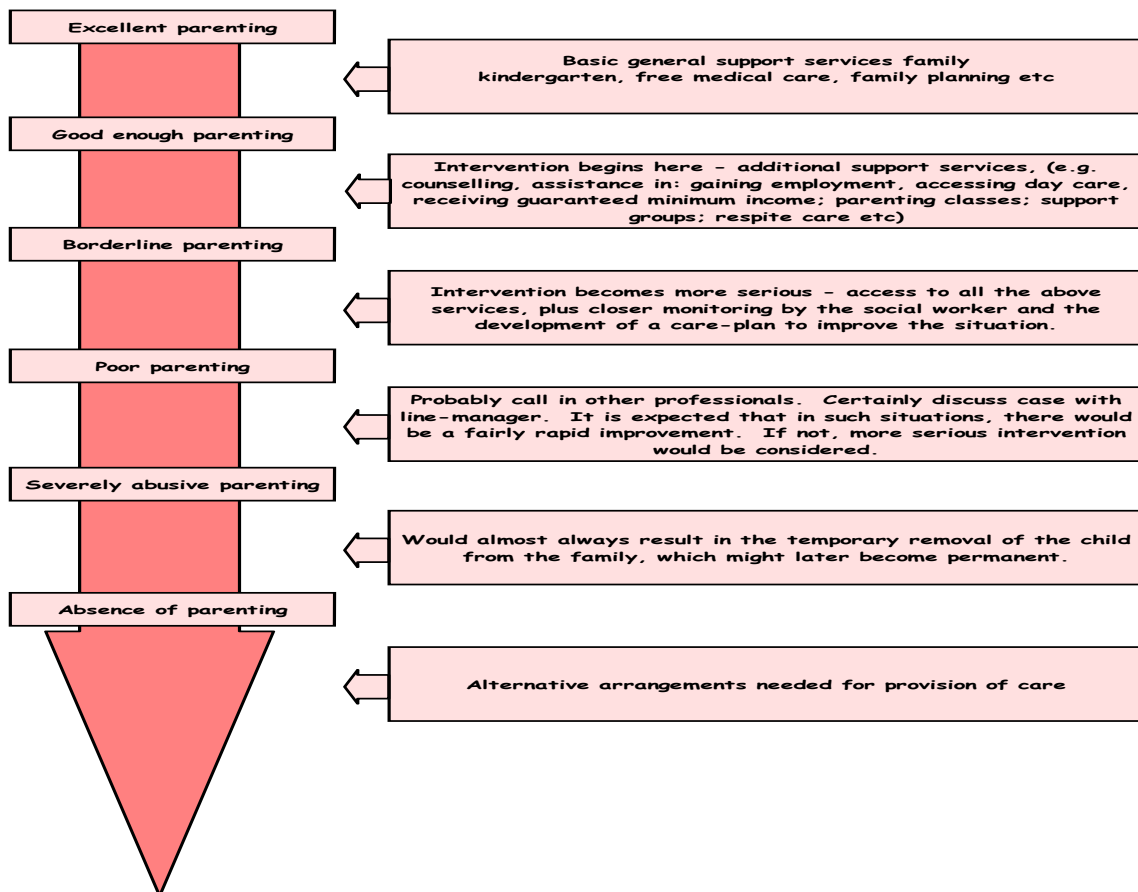 Excellent parenting
Basic general support services family
kindergarten, free medical care, family planning etc
Good enough parenting
Intervention begins here - additional support services, (e.g.
counselling, assistance in: gaining employment, accessing day care,
receiving guaranteed minimum income; parenting classes; support
groups; respite care etc)
Borderline parenting
Intervention becomes more serious - access to all the above
services, plus closer monitoring by the social worker and the
development of a care-plan to improve the situation.
Poor parenting
Probably call in other professionals.  Certainly discuss case with
line-manager.  It is expected that in such situations, there would
be a fairly rapid improvement.  If not, more serious intervention
would be considered.
Severely abusive parenting
Would almost always result in the temporary removal of the child
from the family, which might later become permanent.
Absence of parenting
Alternative arrangements needed for provision of care